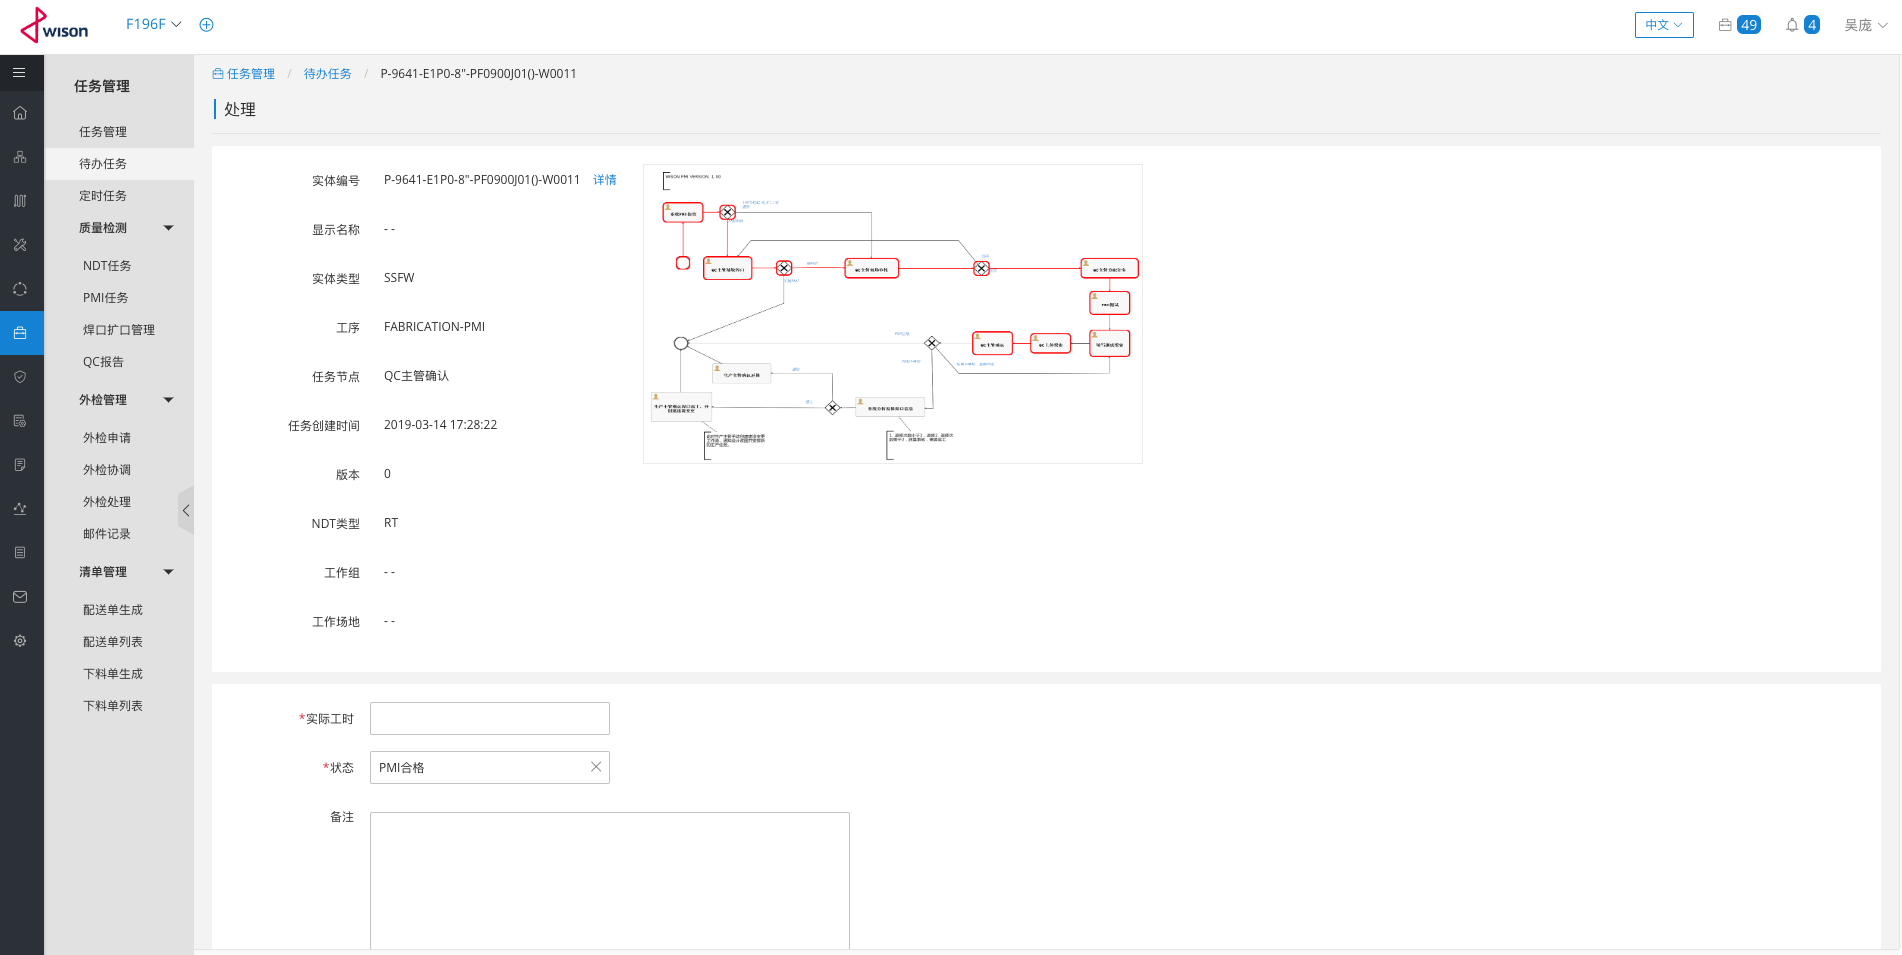 wison
F196F
中文
49
4
吴庞
任务管理
任务管理
待办任务
定时任务
质量检测
NDT任务
PMI任务
焊口扩口管理
QC报告
外检管理
外检申请
外检协调
外检处理
邮件记录
清单管理
配送单生成
配送单列表
下料单生成
下料单列表
任务管理 / 待办任务 / P-9641-E1P0-8"-PF0900J01()-W0011
处理
实体编号 P-9641-E1P0-8"-PF0900J01()-W0011 详情
显示名称 - -
实体类型 SSFW
工序 FABRICATION-PMI
任务节点 QC主管确认
任务创建时间 2019-03-14 17:28:22
版本 0
NDT类型 RT
工作组 - -
工作场地 - -
WISON PMI VERSION
*实际工时
*状态 PMI合格
备注